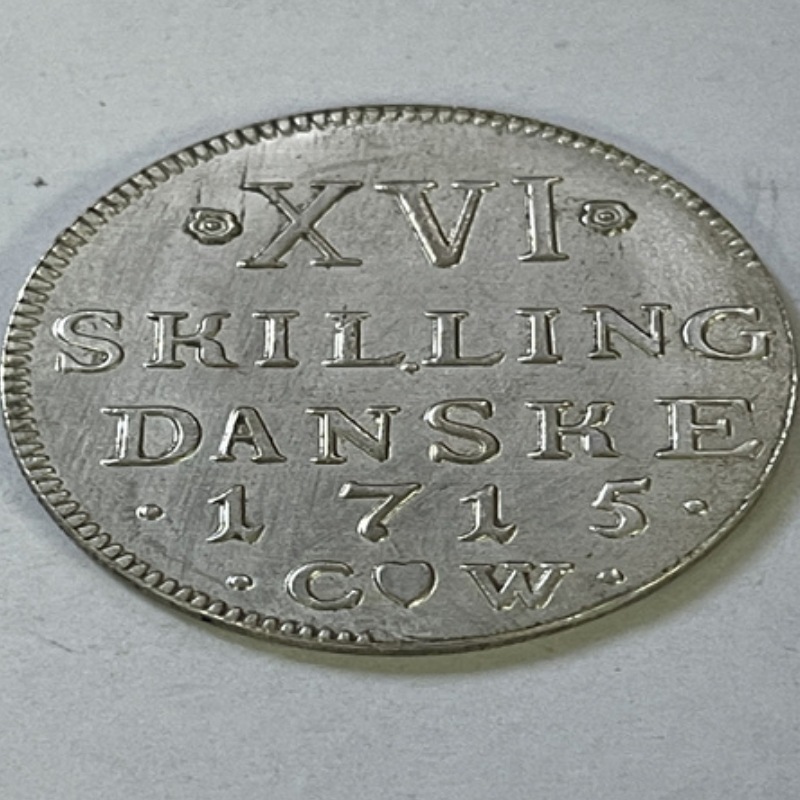 ·XVI·
SKILLING
DANSKE
·1715·
·C♡W·